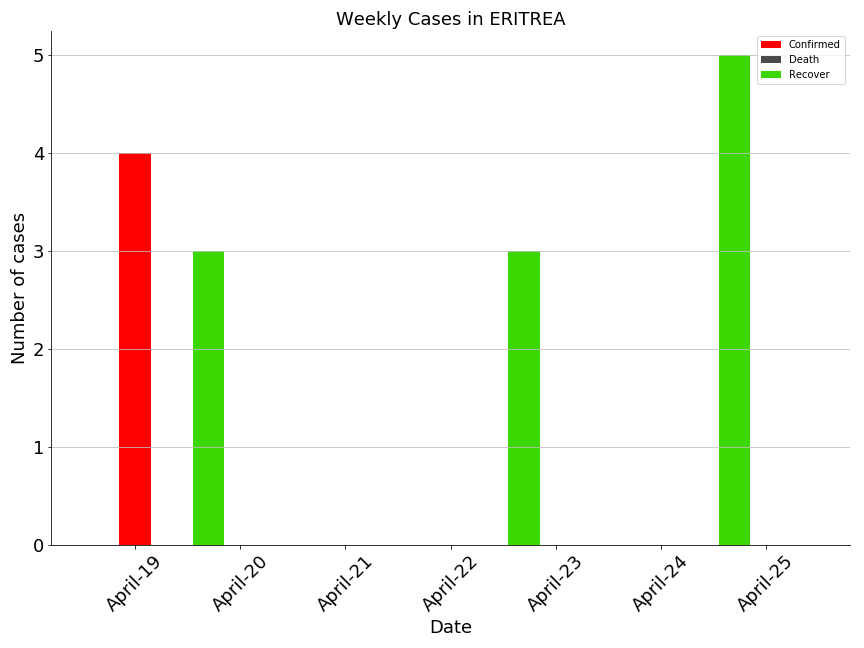 Weekly Cases in ERITREA
Confirmed
Death
Recover
Number of cases
5
4
3
2
1
0
April-19
April-20
April-21
April-22
April-23
April-24
April-25
Date